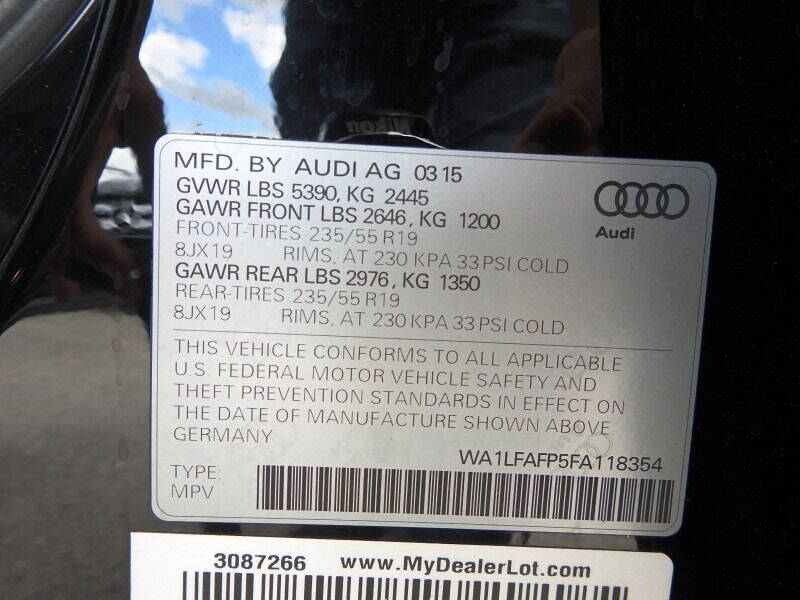 Nikon
MFD. BY AUDI AG 0315
GVWR LBS 5390, KG 2445
GAWR FRONT LBS 2646, KG 1200
FRONT-TIRES 235/55 R19
8JX19 RIMS, AT 230 KPA 33 PSI COLD
GAWR REAR LBS 2976, KG 1350
REAR-TIRES 235/55 R19
8JX19 RIMS, AT 230 KPA 33 PSI COLD
Audi
THIS VEHICLE CONFORMS TO ALL APPLICABLE
U.S. FEDERAL MOTOR VEHICLE SAFETY AND
THEFT PREVENTION STANDARDS IN EFFECT ON
THE DATE OF MANUFACTURE SHOWN ABOVE
GERMANY
WA1LFAFP5FA118354
TYPE:
MPV
3087266 www.MyDealerLot.com